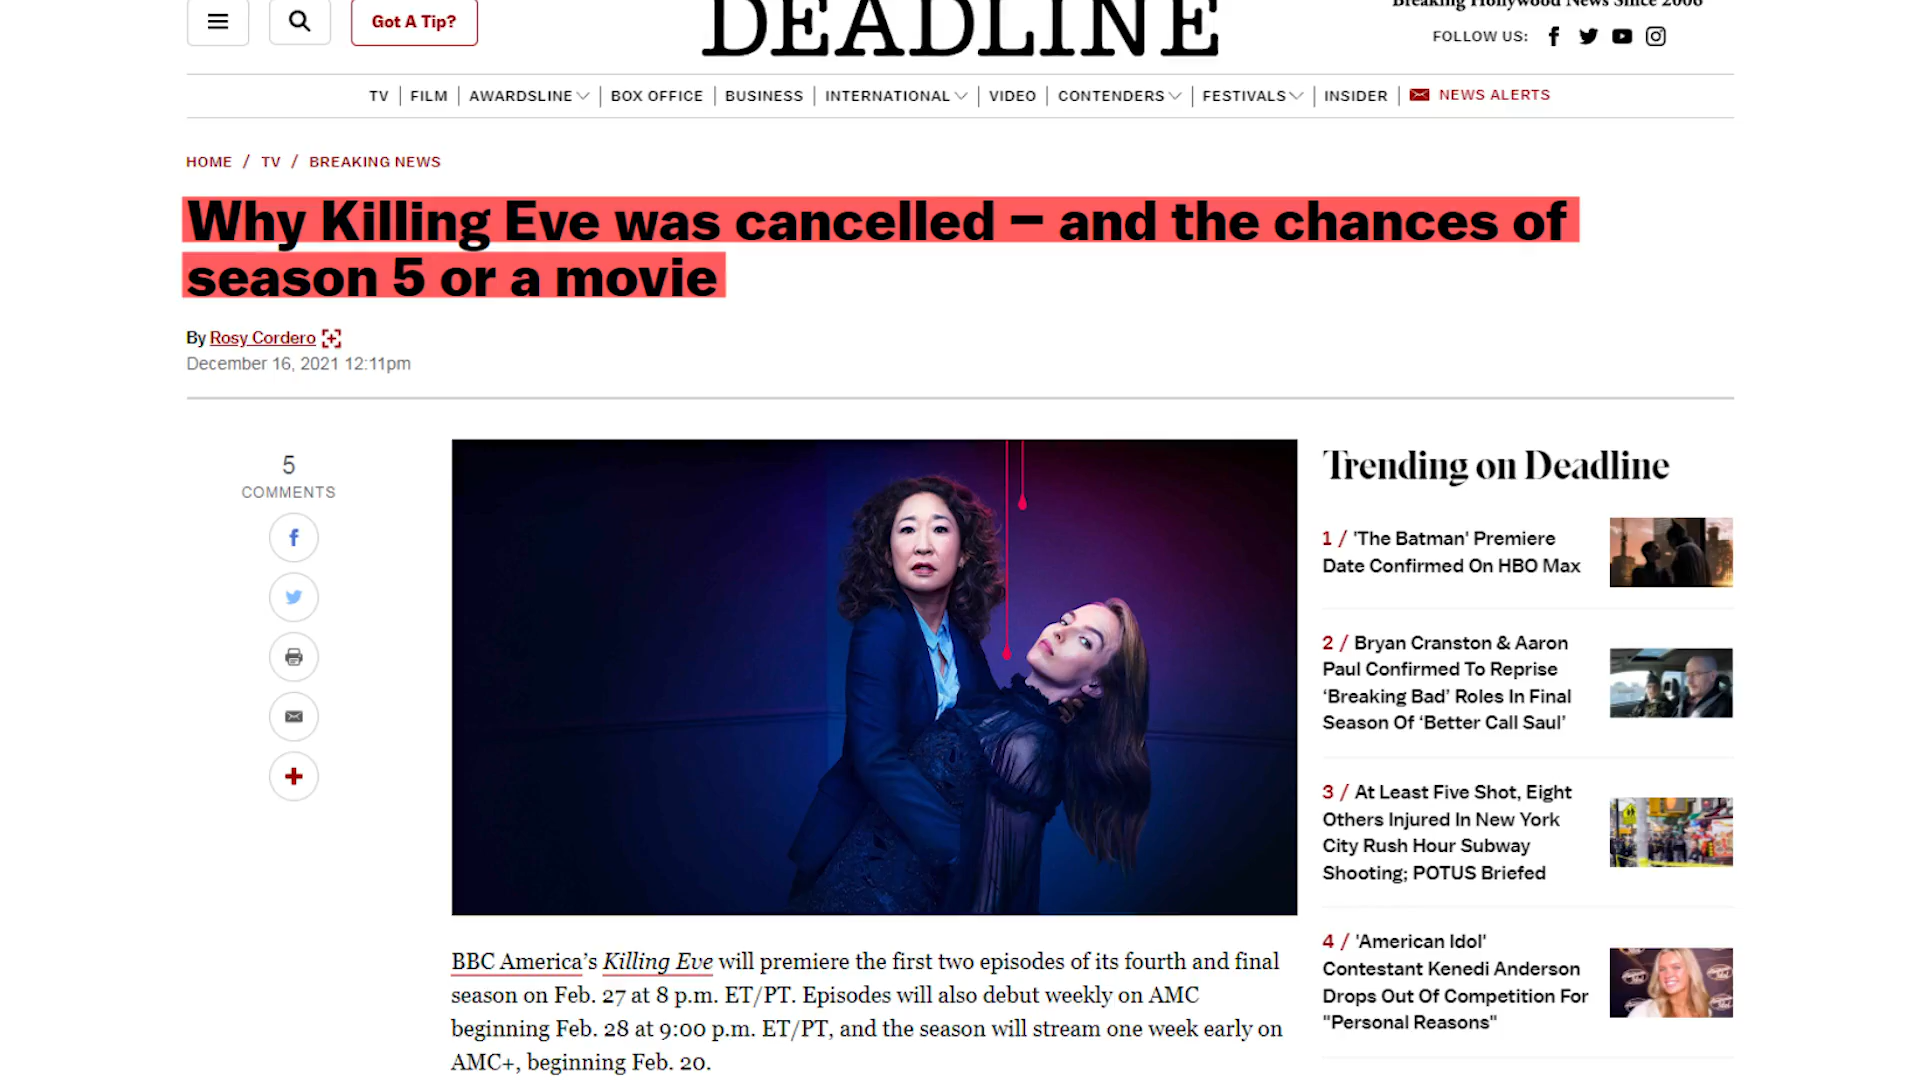 DEADLINE
Breaking Hollywood News Since 2006
Got A Tip?
FOLLOW US:
TV | FILM | AWARDSLINE | BOX OFFICE | BUSINESS | INTERNATIONAL | VIDEO | CONTENDERS | FESTIVALS | INSIDER | NEWS ALERTS
HOME / TV / BREAKING NEWS
Why Killing Eve was cancelled – and the chances of
season 5 or a movie
By Rosy Cordero
December 16, 2021 12:11pm
5
COMMENTS
BBC America's Killing Eve will premiere the first two episodes of its fourth and final
season on Feb. 27 at 8 p.m. ET/PT. Episodes will also debut weekly on AMC
beginning Feb. 28 at 9:00 p.m. ET/PT, and the season will stream one week early on
AMC+, beginning Feb. 20.
Trending on Deadline
1 / 'The Batman' Premiere
Date Confirmed On HBO Max
2 / Bryan Cranston & Aaron
Paul Confirmed To Reprise
‘Breaking Bad’ Roles In Final
Season Of ‘Better Call Saul’
3 / At Least Five Shot, Eight
Others Injured In New York
City Rush Hour Subway
Shooting; POTUS Briefed
4 / 'American Idol'
Contestant Kenedi Anderson
Drops Out Of Competition For
"Personal Reasons"